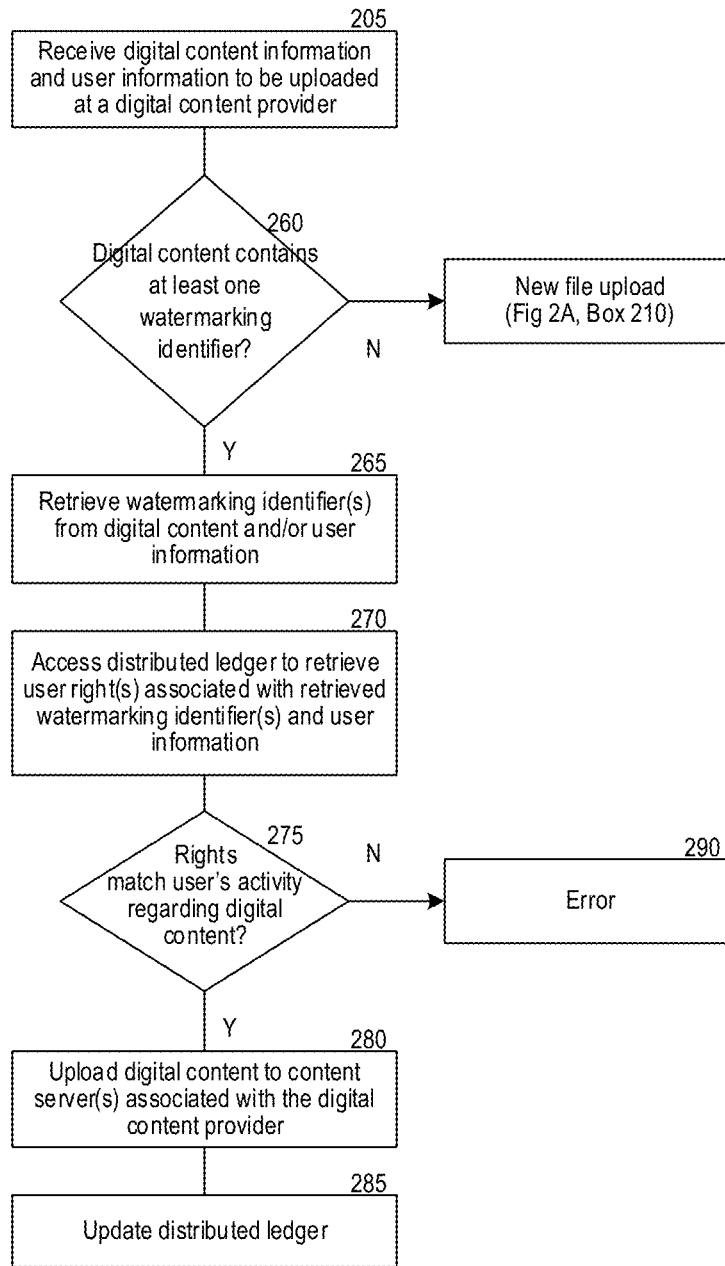 205
Receive digital content information
and user information to be uploaded
at a digital content provider
260
Digital content contains
at least one
watermarking
identifier?
New file upload
(Fig 2A, Box 210)
N
Y
265
Retrieve watermarking identifier(s)
from digital content and/or user
information
270
Access distributed ledger to retrieve
user right(s) associated with retrieved
watermarking identifier(s) and user
information
275
Rights
match user's activity
regarding digital
content?
N
290
Error
Y
280
Upload digital content to content
server(s) associated with the digital
content provider
285
Update distributed ledger